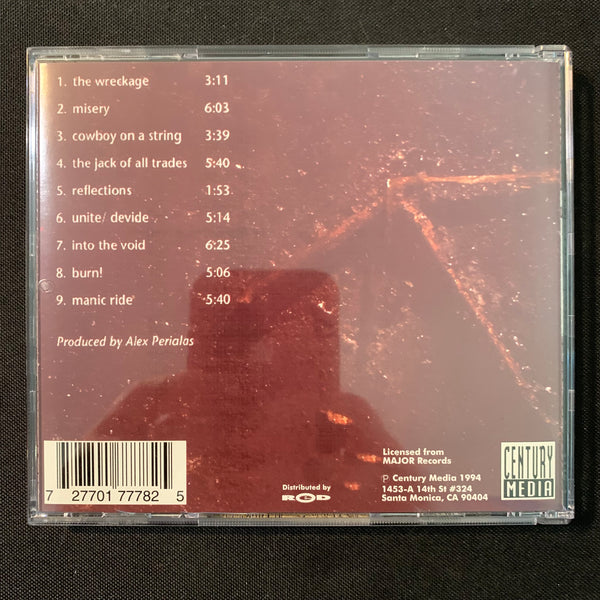 1. the wreckage 3:11
2. misery 6:03
3. cowboy on a string 3:39
4. the jack of all trades 5:40
5. reflections 1:53
6. unite/ devide 5:14
7. into the void 6:25
8. burn! 5:06
9. manic ride 5:40
Produced by Alex Perialas
7 27701 77782 5
Distributed by
RED
Licensed from
MAJOR Records
℗ Century Media 1994
1453-A 14th St #324
Santa Monica, CA 90404
CENTURY
MEDIA